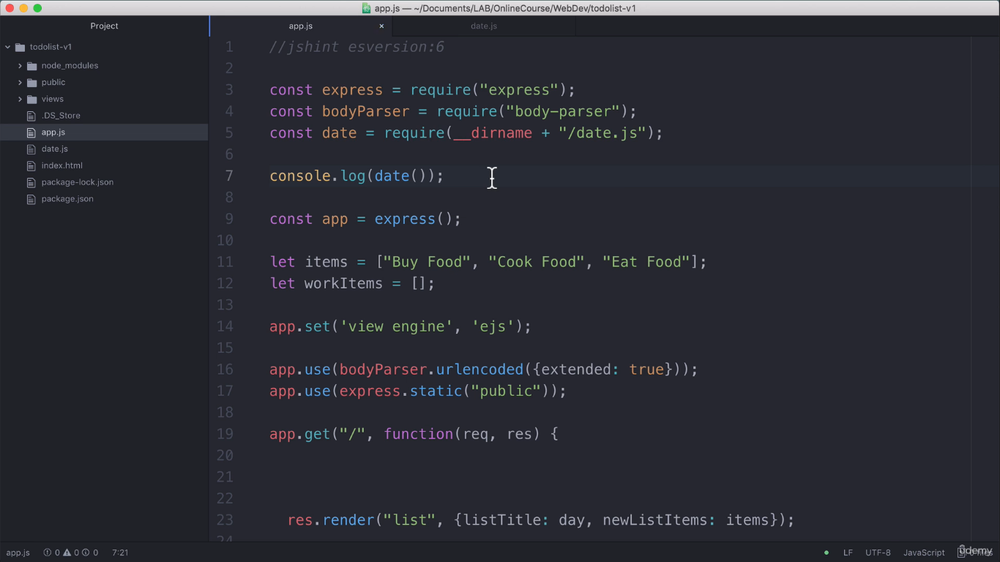 app.js — ~/Documents/LAB/OnlineCourse/WebDev/todolist-v1
Project
app.js
date.js
todolist-v1
node_modules
public
views
.DS_Store
app.js
date.js
index.html
package-lock.json
package.json
1 //jshint esversion:6
2
3 const express = require("express");
4 const bodyParser = require("body-parser");
5 const date = require(__dirname + "/date.js");
6
7 console.log(date());
8
9 const app = express();
10
11 let items = ["Buy Food", "Cook Food", "Eat Food"];
12 let workItems = [];
13
14 app.set('view engine', 'ejs');
15
16 app.use(bodyParser.urlencoded({extended: true}));
17 app.use(express.static("public"));
18
19 app.get("/", function(req, res) {
20
21
22
23 res.render("list", {listTitle: day, newListItems: items});
24
app.js 0 0 0 7:21 LF UTF-8 JavaScript files
ûdemy